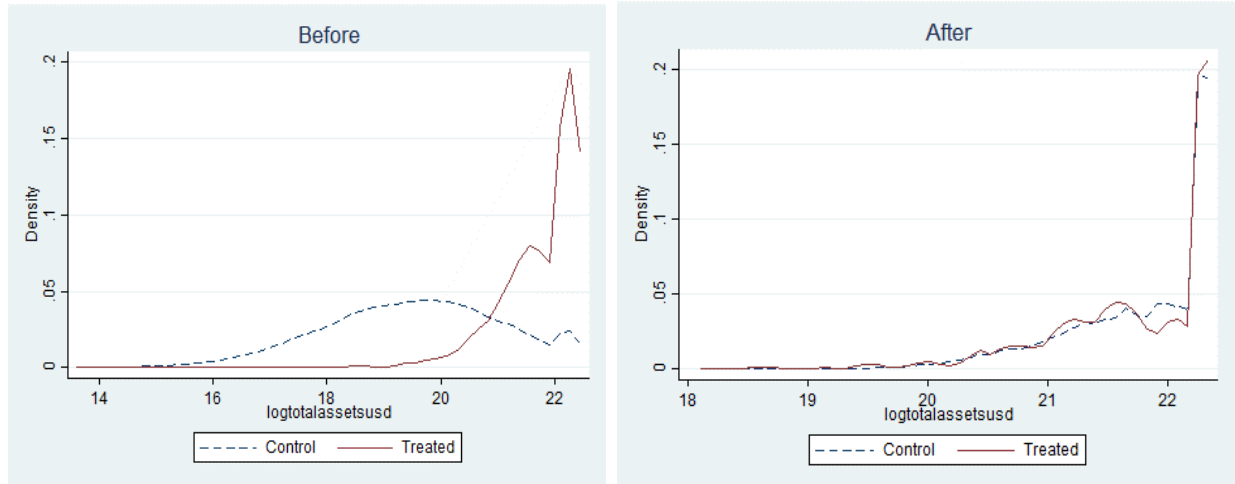 Before
.2
.15
.1
.05
0
Density
14 16 18 20 22
logtotalassetsusd
Control Treated
After
.2
.15
.1
.05
0
Density
18 19 20 21 22
logtotalassetsusd
Control Treated